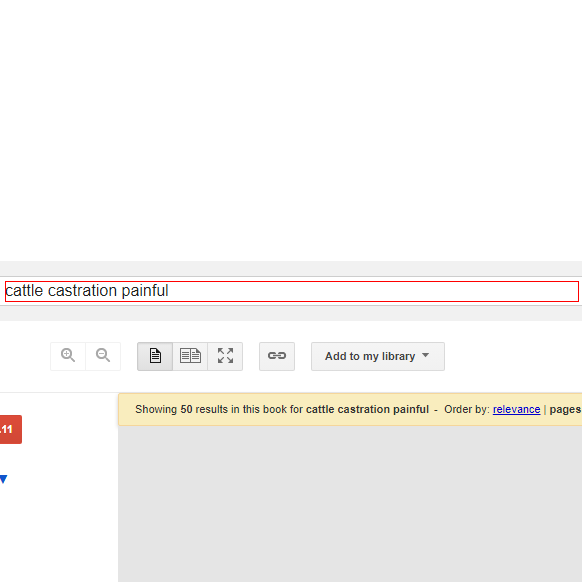 cattle castration painful
Add to my library
Showing 50 results in this book for cattle castration painful - Order by: relevance | pages
.11